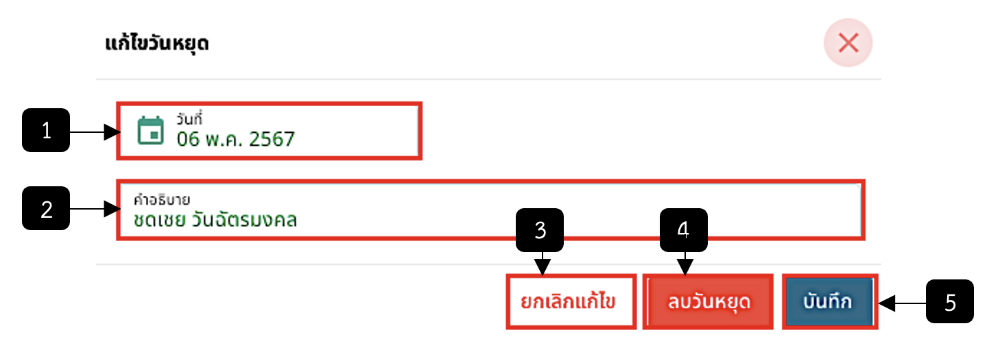 แก้ไขวันหยุด
1
วันที่
06 พ.ค. 2567
2
คำอธิบาย
ชดเชย วันฉัตรมงคล
3
4
ยกเลิกแก้ไข
ลบวันหยุด
บันทึก
5